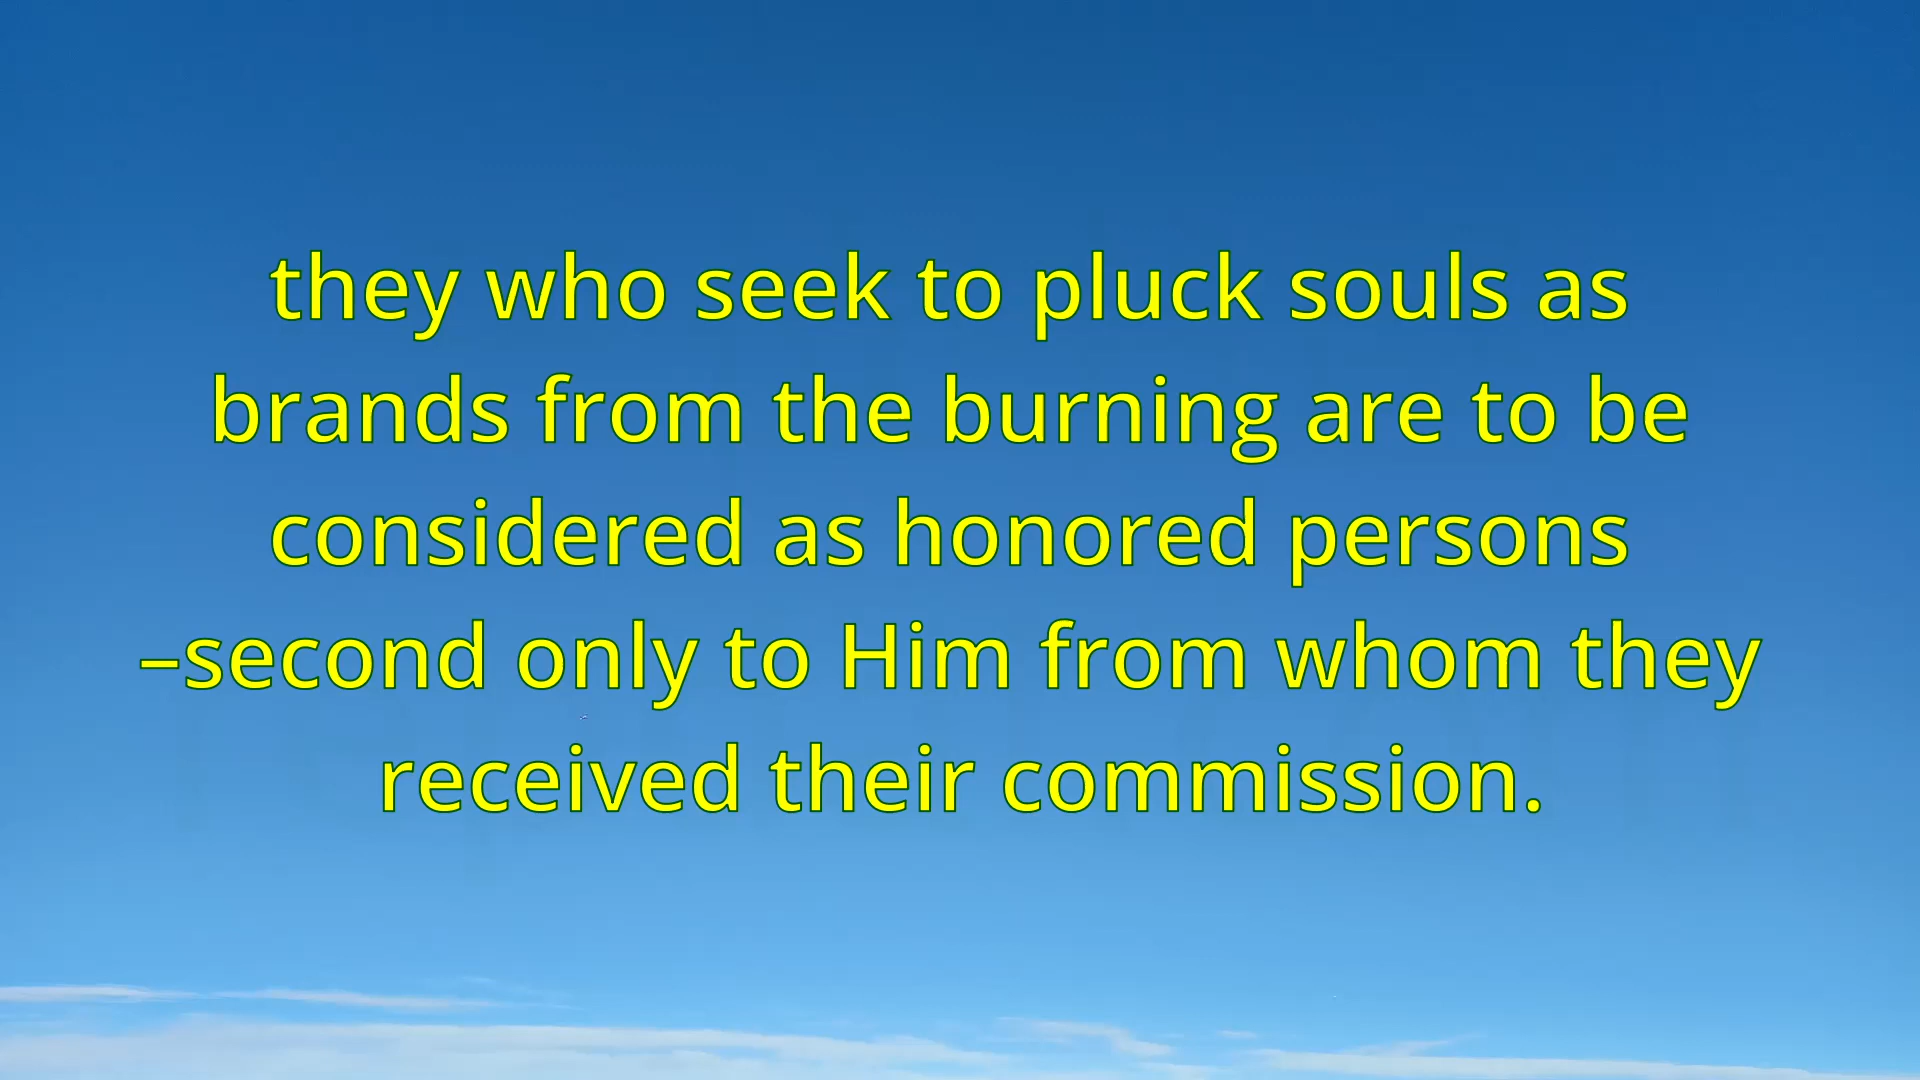 they who seek to pluck souls as
brands from the burning are to be
considered as honored persons
–second only to Him from whom they
received their commission.